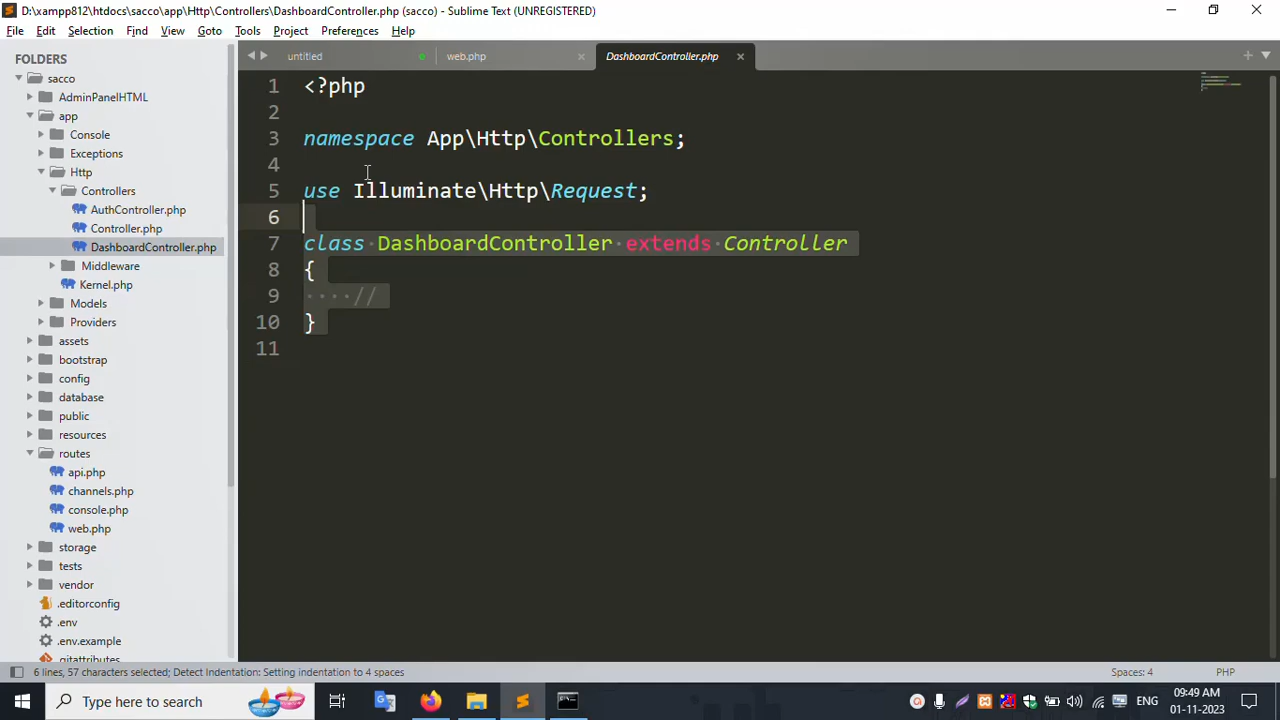 D:\xampp812\htdocs\sacco\app\Http\Controllers\DashboardController.php (sacco) - Sublime Text (UNREGISTERED)
File Edit Selection Find View Goto Tools Project Preferences Help
FOLDERS
sacco
AdminPanelHTML
app
Console
Exceptions
Http
Controllers
AuthController.php
Controller.php
DashboardController.php
Middleware
Kernel.php
Models
Providers
assets
bootstrap
config
database
public
resources
routes
api.php
channels.php
console.php
web.php
storage
tests
vendor
.editorconfig
.env
.env.example
.gitattributes
untitled web.php DashboardController.php
1 <?php
2
3 namespace App\Http\Controllers;
4
5 use Illuminate\Http\Request;
6
7 class DashboardController extends Controller
8 {
9 //
10 }
11
6 lines, 57 characters selected; Detect Indentation: Setting indentation to 4 spaces Spaces: 4 PHP
Type here to search
ENG
09:49 AM
01-11-2023